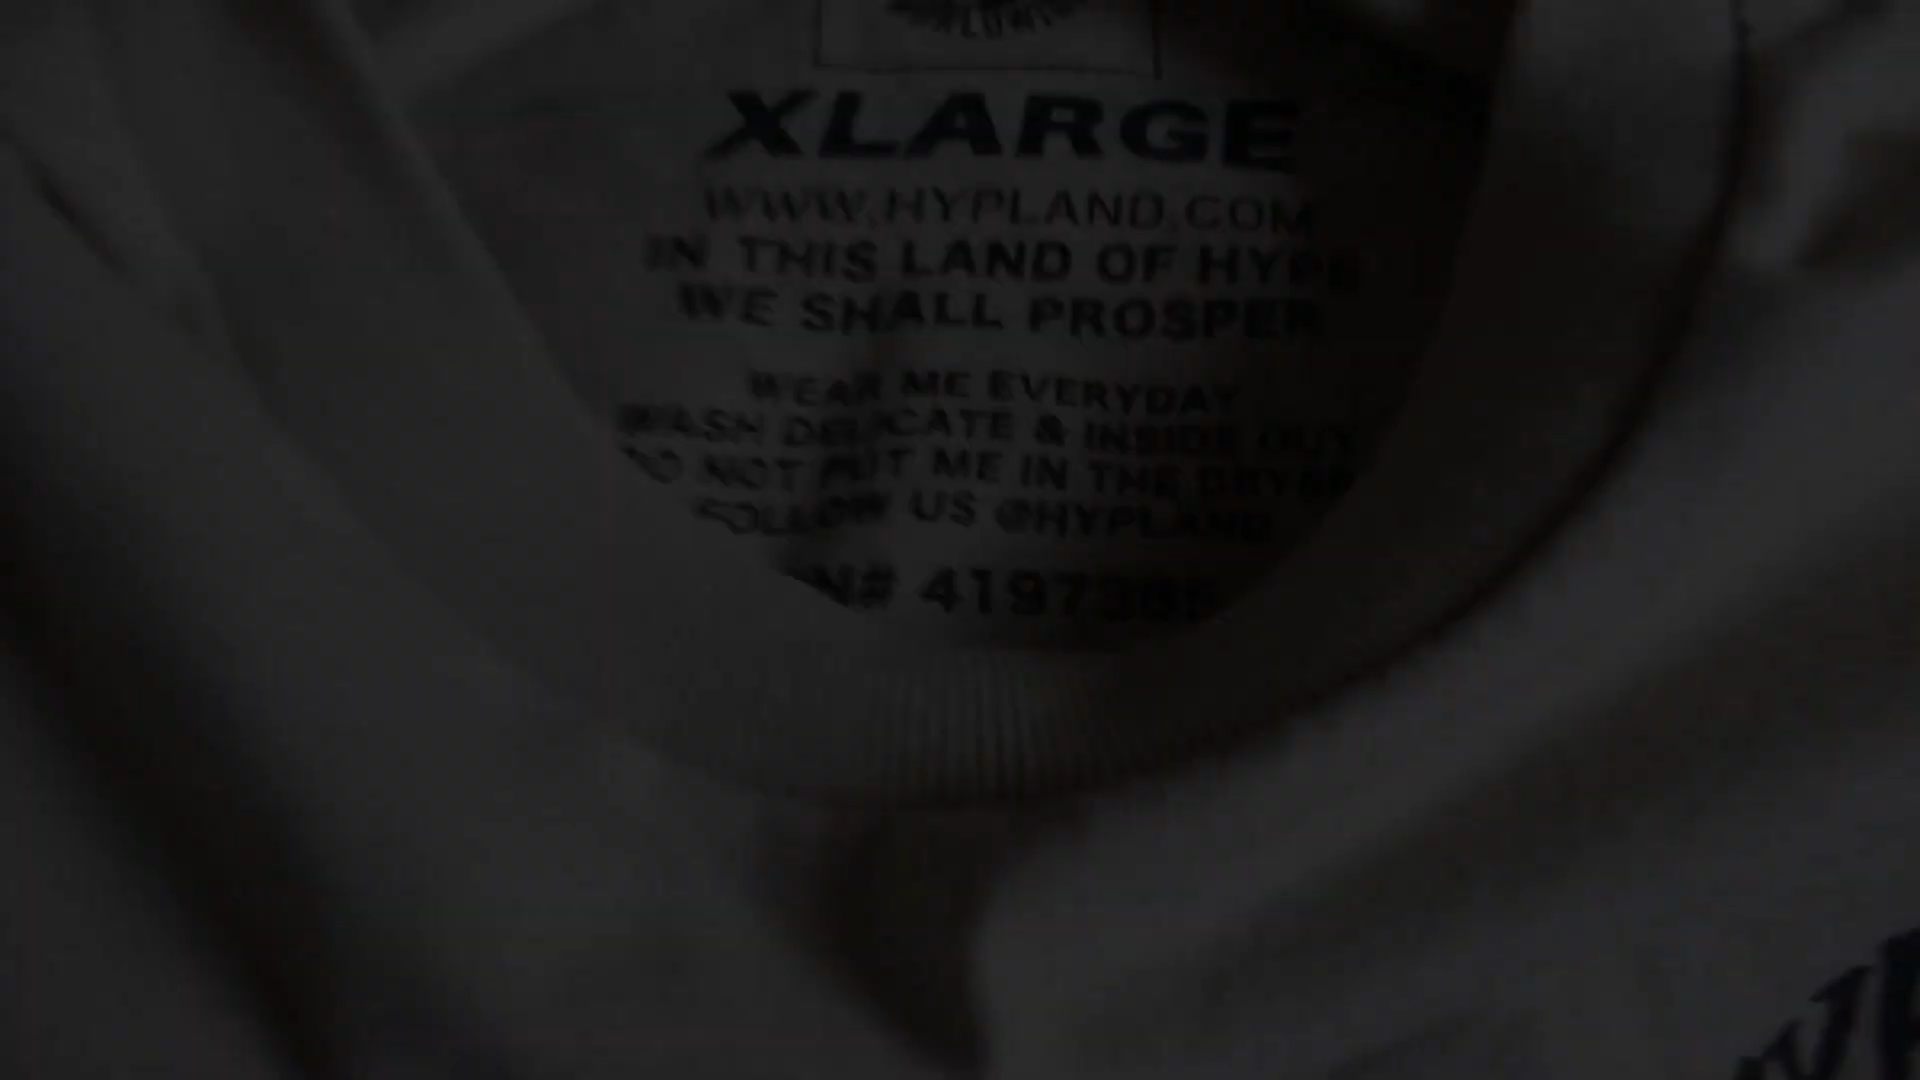 XLARGE
WWW.HYPLAND.COM
IN THIS LAND OF HYPE
WE SHALL PROSPER
WEAR ME EVERYDAY
WASH DELICATE & INSIDE OUT
DO NOT PUT ME IN THE DRYER
FOLLOW US @HYPLAND